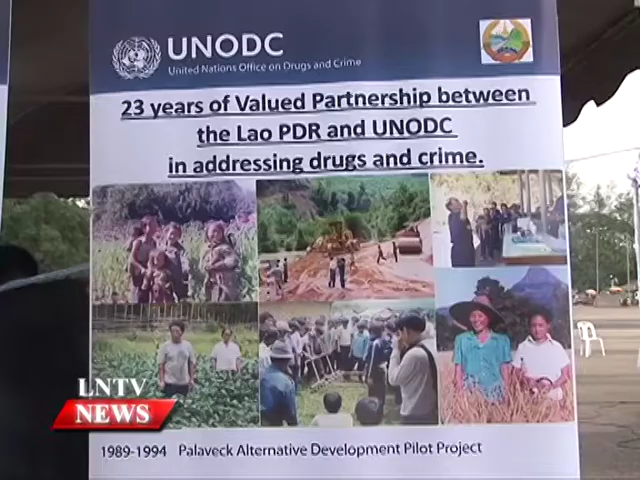 UNODC
United Nations Office on Drugs and Crime
23 years of Valued Partnership between
the Lao PDR and UNODC
in addressing drugs and crime.
LNTV
NEWS
1989-1994 Palaveck Alternative Development Pilot Project